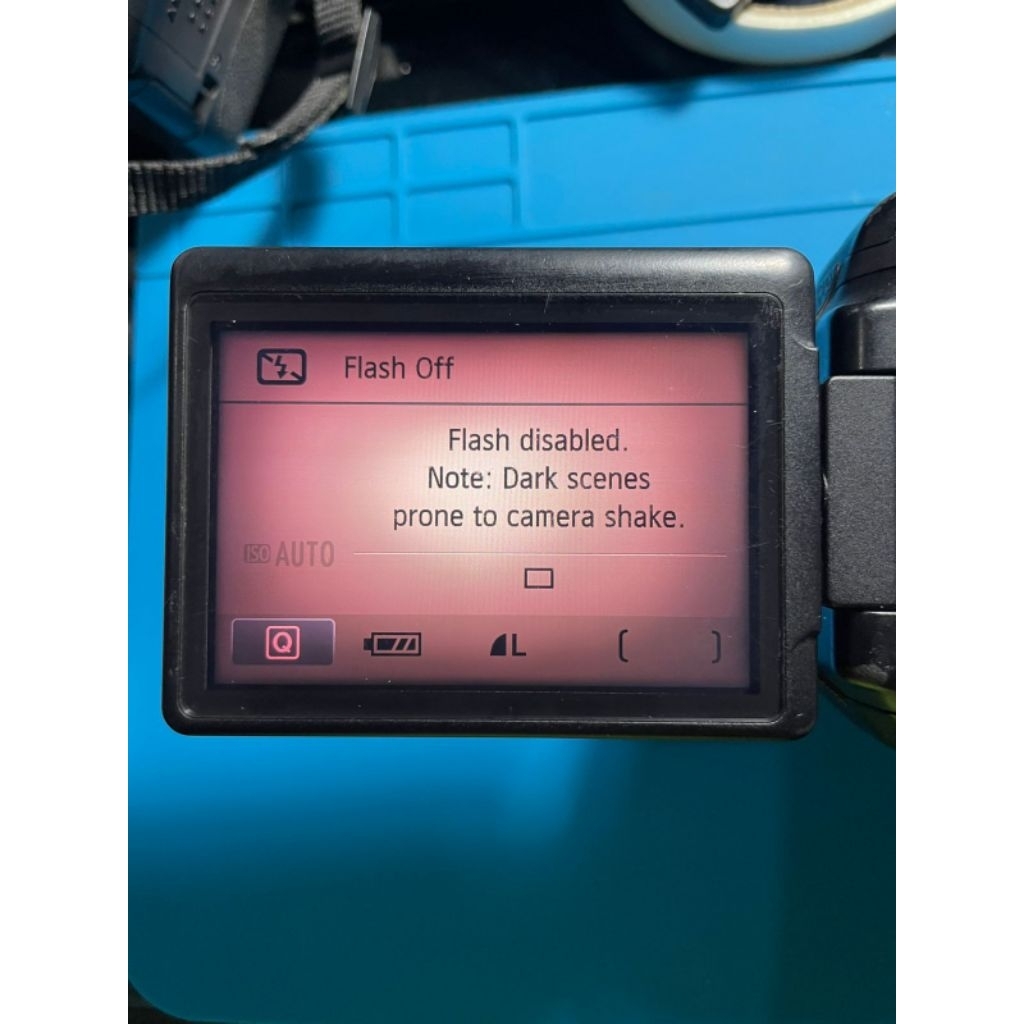 Flash Off
Flash disabled.
Note: Dark scenes
prone to camera shake.
ISO AUTO
Q
L
[ ]